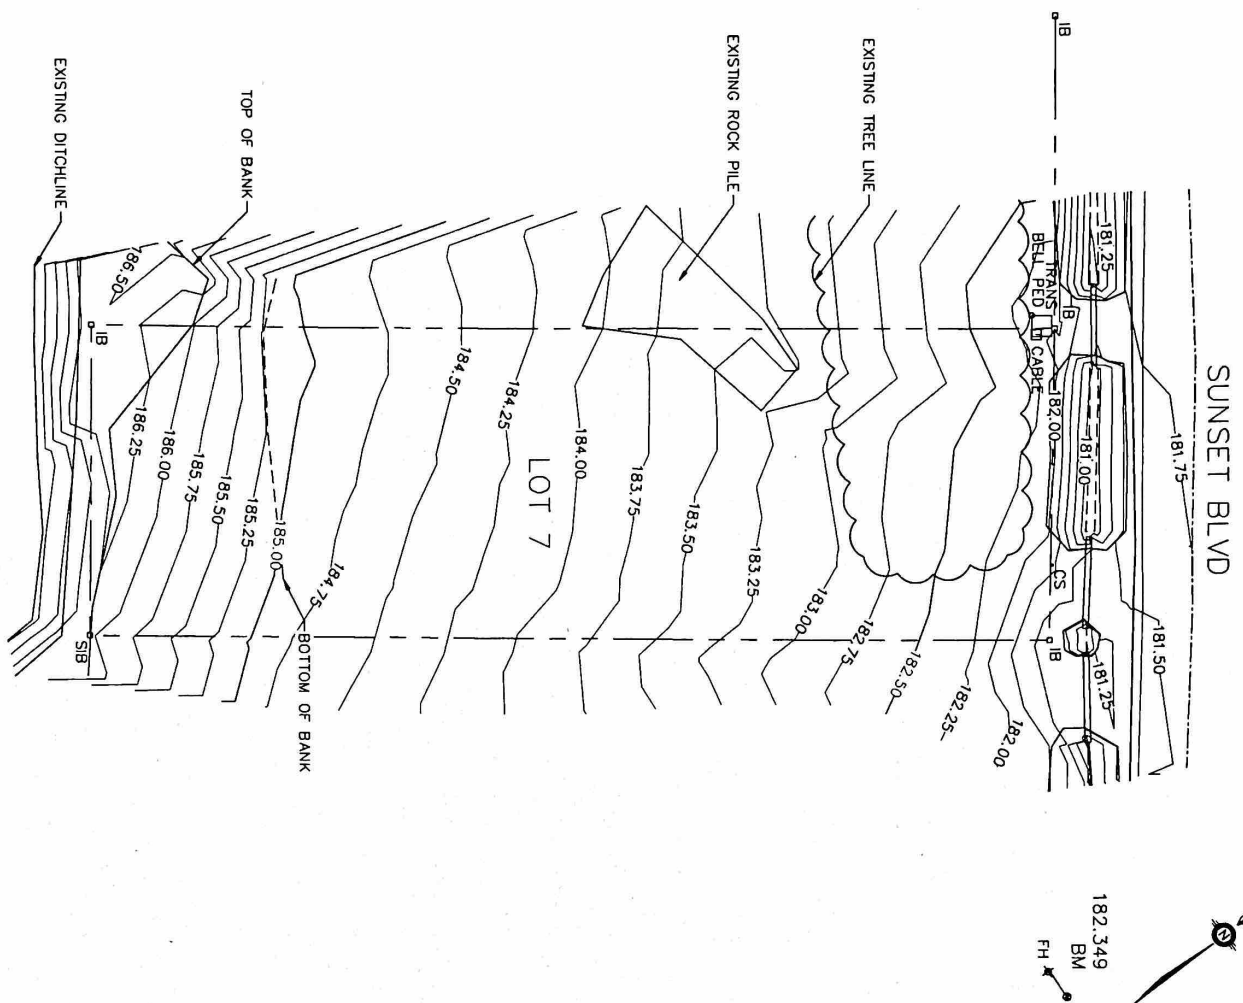 SUNSET BLVD
IB
EXISTING DITCHLINE
TOP OF BANK
EXISTING ROCK PILE
EXISTING TREE LINE
TRANS
BELL PED
IB
CABLE
181.25
181.75
182.00
181.00
181.50
CS
IB
181.25
186.50
IB
186.25
186.00
185.75
185.50
185.25
185.00
184.75
184.50
184.25
184.00
183.75
183.50
183.25
183.00
182.75
182.50
182.25
182.00
LOT 7
SIB
BOTTOM OF BANK
182.349
BM
FH
N